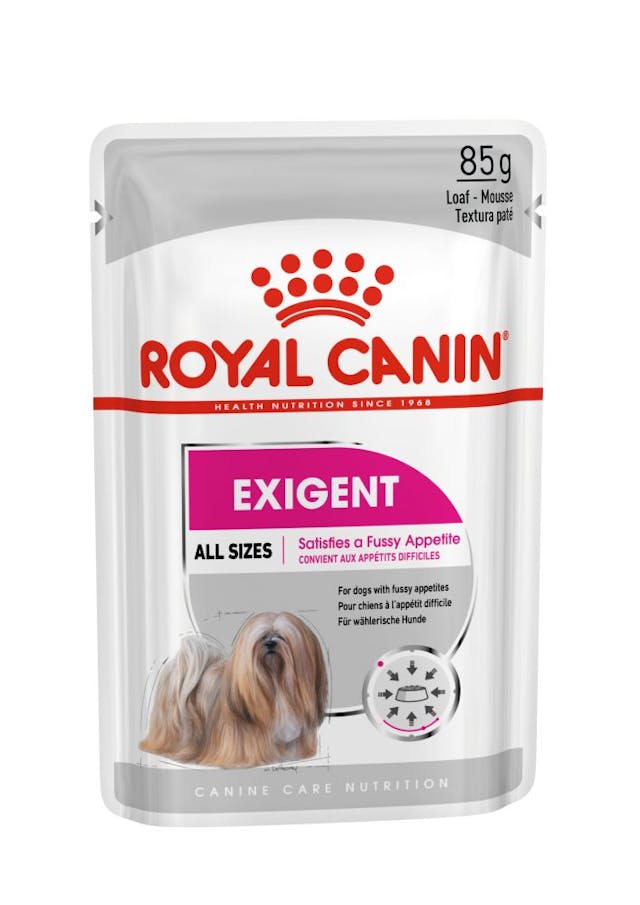 85g
Loaf - Mousse
Textura paté
ROYAL CANIN®
HEALTH NUTRITION SINCE 1968
EXIGENT
ALL SIZES
Satisfies a Fussy Appetite
CONVIENT AUX APPÉTITS DIFFICILES
For dogs with fussy appetites
Pour chiens à l'appétit difficile
Für wählerische Hunde
CANINE CARE NUTRITION